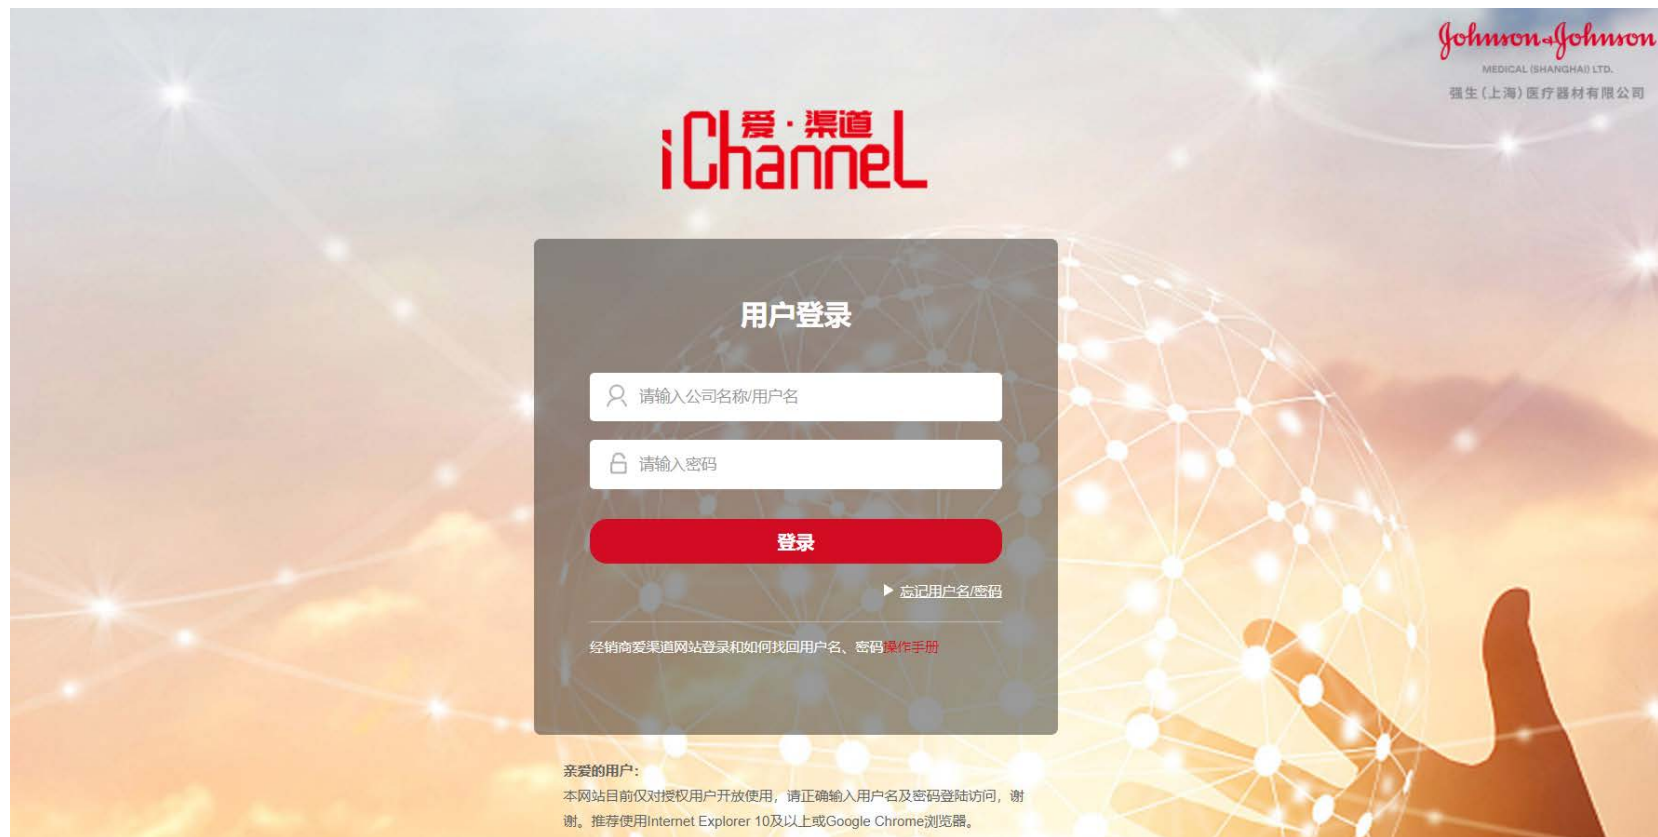 Johnson & Johnson
MEDICAL (SHANGHAI) LTD.
强生(上海)医疗器材有限公司
爱·渠道
iChannel
用户登录
请输入公司名称/用户名
请输入密码
登录
忘记用户名/密码
经销商爱渠道网站登录和如何找回用户名、密码操作手册
亲爱的用户：
本网站目前仅对授权用户开放使用，请正确输入用户名及密码登陆访问，谢
谢。推荐使用Internet Explorer 10及以上或Google Chrome浏览器。